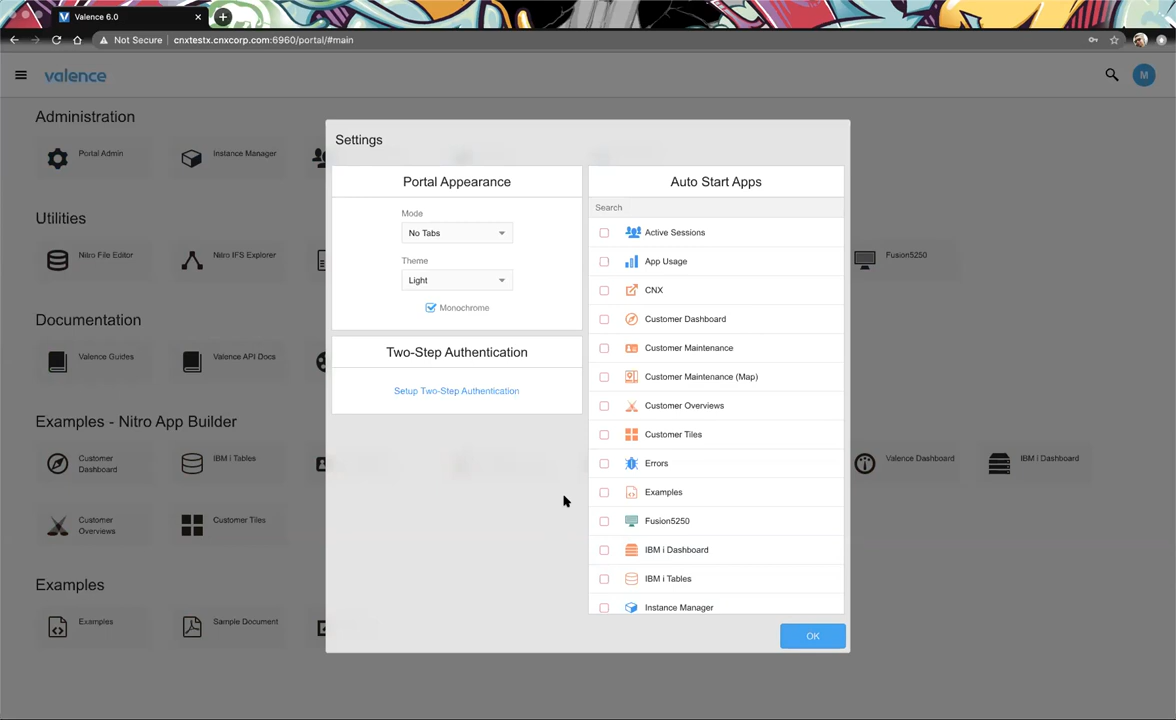 Valence 6.0
Not Secure
cnxtestx.cnxcorp.com:6960/portal/#main
valence
M
Administration
Portal Admin
Instance Manager
Utilities
Nitro File Editor
Nitro IFS Explorer
Fusion5250
Documentation
Valence Guides
Valence API Docs
Examples - Nitro App Builder
Customer
Dashboard
IBM i Tables
Valence Dashboard
IBM i Dashboard
Customer
Overviews
Customer Tiles
Examples
Examples
Sample Document
Settings
Portal Appearance
Mode
No Tabs
Theme
Light
Monochrome
Two-Step Authentication
Setup Two-Step Authentication
Auto Start Apps
Search
Active Sessions
App Usage
CNX
Customer Dashboard
Customer Maintenance
Customer Maintenance (Map)
Customer Overviews
Customer Tiles
Errors
Examples
Fusion5250
IBM i Dashboard
IBM i Tables
Instance Manager
OK